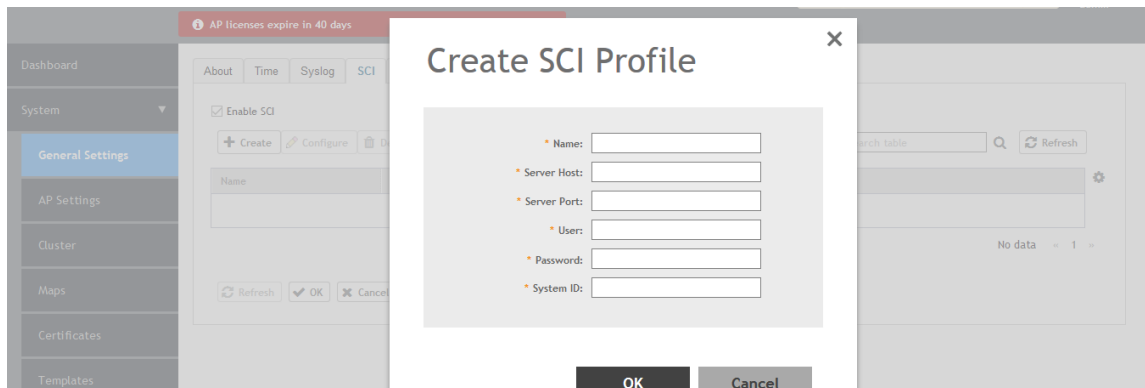 AP licenses expire in 40 days
Create SCI Profile
Dashboard
About Time Syslog SCI
System
Enable SCI
Create Configure
Refresh
* Name:
General Settings
Name
* Server Host:
AP Settings
* Server Port:
Cluster
* User:
No data « 1 »
* Password:
Maps
Refresh OK Cancel
* System ID:
Certificates
Templates
OK Cancel